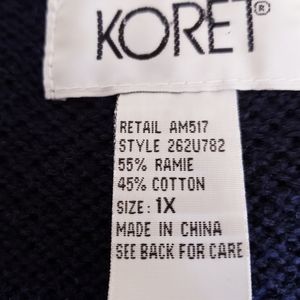 KORET®
RETAIL AM517
STYLE 262U782
55% RAMIE
45% COTTON
SIZE: 1X
MADE IN CHINA
SEE BACK FOR CARE